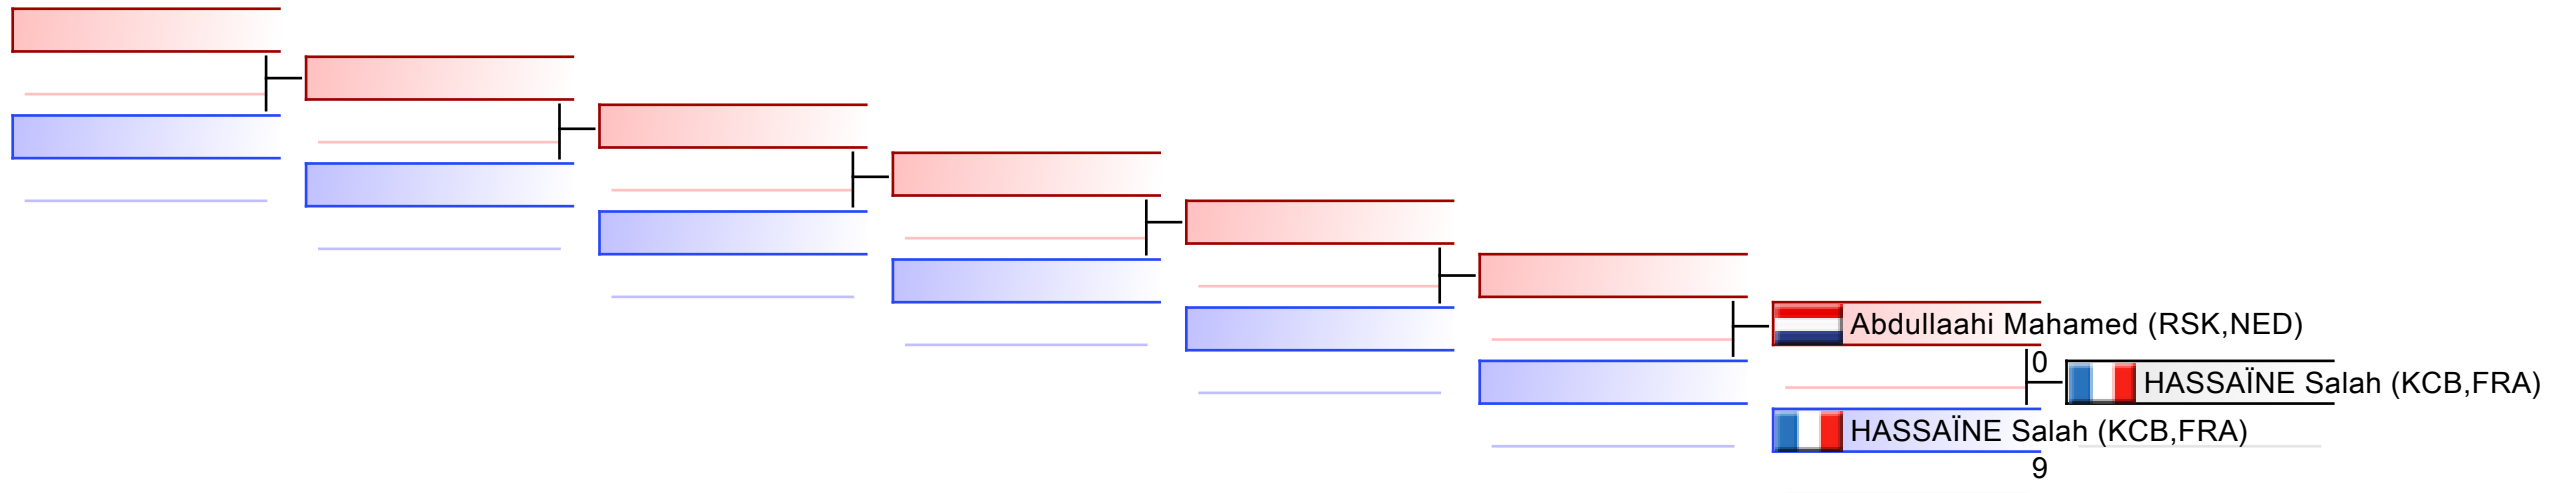 Abdullaahi Mahamed (RSK,NED)
0
HASSAÏNE Salah (KCB,FRA)
HASSAÏNE Salah (KCB,FRA)
9